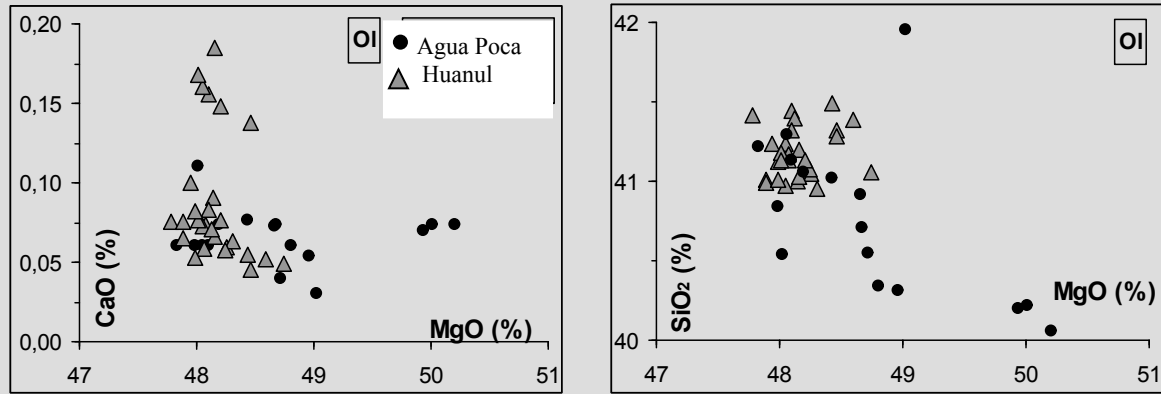 0,20
0,15
0,10
0,05
0,00
CaO (%)
Ol
Agua Poca
Huanul
MgO (%)
47 48 49 50 51
42
41
40
SiO2 (%)
Ol
MgO (%)
47 48 49 50 51